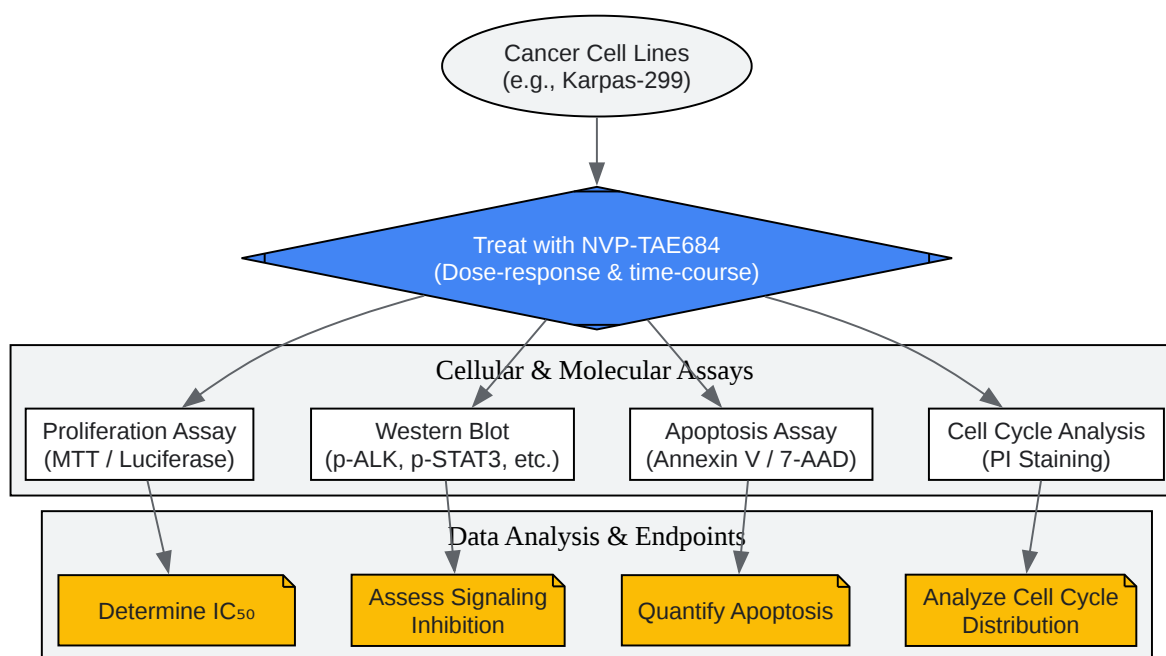 Cancer Cell Lines
(e.g., Karpas-299)
Treat with NVP-TAE684
(Dose-response & time-course)
Cellular & Molecular Assays
Proliferation Assay
(MTT / Luciferase)
Western Blot
(p-ALK, p-STAT3, etc.)
Apoptosis Assay
(Annexin V / 7-AAD)
Cell Cycle Analysis
(PI Staining)
Data Analysis & Endpoints
Determine IC₅₀
Assess Signaling
Inhibition
Quantify Apoptosis
Analyze Cell Cycle
Distribution